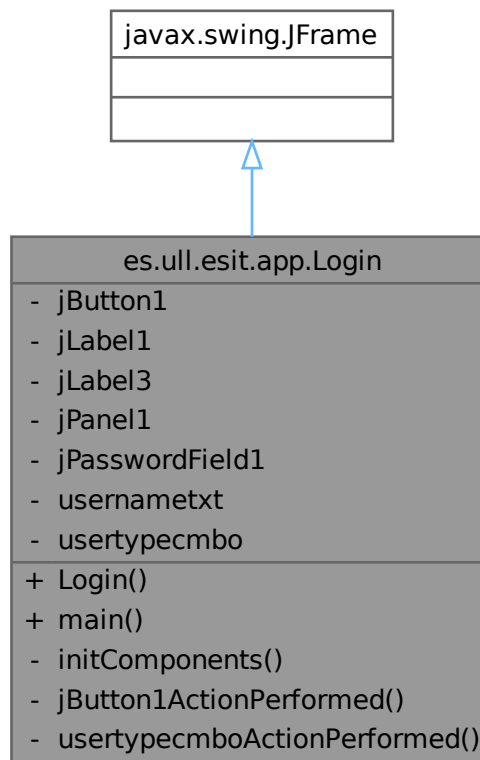 javax.swing.JFrame
es.ull.esit.app.Login
- jButton1
- jLabel1
- jLabel3
- jPanel1
- jPasswordField1
- usernametxt
- usertypecmbo
+ Login()
+ main()
- initComponents()
- jButton1ActionPerformed()
- usertypecmboActionPerformed()